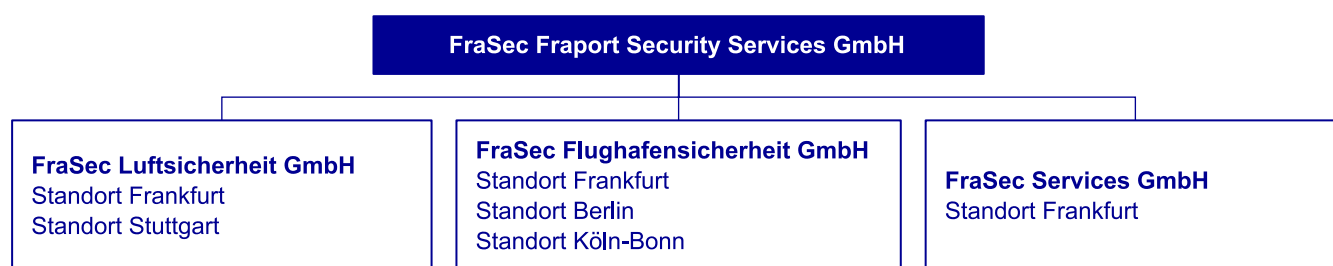 FraSec Fraport Security Services GmbH
FraSec Luftsicherheit GmbH
Standort Frankfurt
Standort Stuttgart
FraSec Flughafensicherheit GmbH
Standort Frankfurt
Standort Berlin
Standort Köln-Bonn
FraSec Services GmbH
Standort Frankfurt